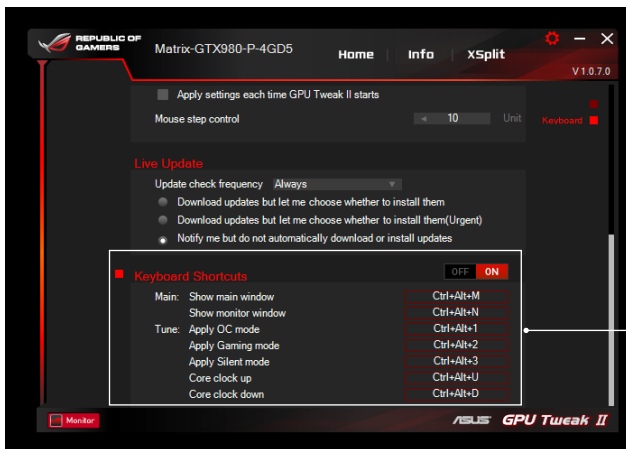 REPUBLIC OF
GAMERS
Matrix-GTX980-P-4GD5
Home Info XSplit
V 1.0.7.0
Apply settings each time GPU Tweak II starts
Mouse step control 10 Unit
Keyboard
Live Update
Update check frequency Always
Download updates but let me choose whether to install them
Download updates but let me choose whether to install them(Urgent)
Notify me but do not automatically download or install updates
Keyboard Shortcuts OFF ON
Main: Show main window Ctrl+Alt+M
Show monitor window Ctrl+Alt+N
Tune: Apply OC mode Ctrl+Alt+1
Apply Gaming mode Ctrl+Alt+2
Apply Silent mode Ctrl+Alt+3
Core clock up Ctrl+Alt+U
Core clock down Ctrl+Alt+D
Monitor
ASUS GPU Tweak II